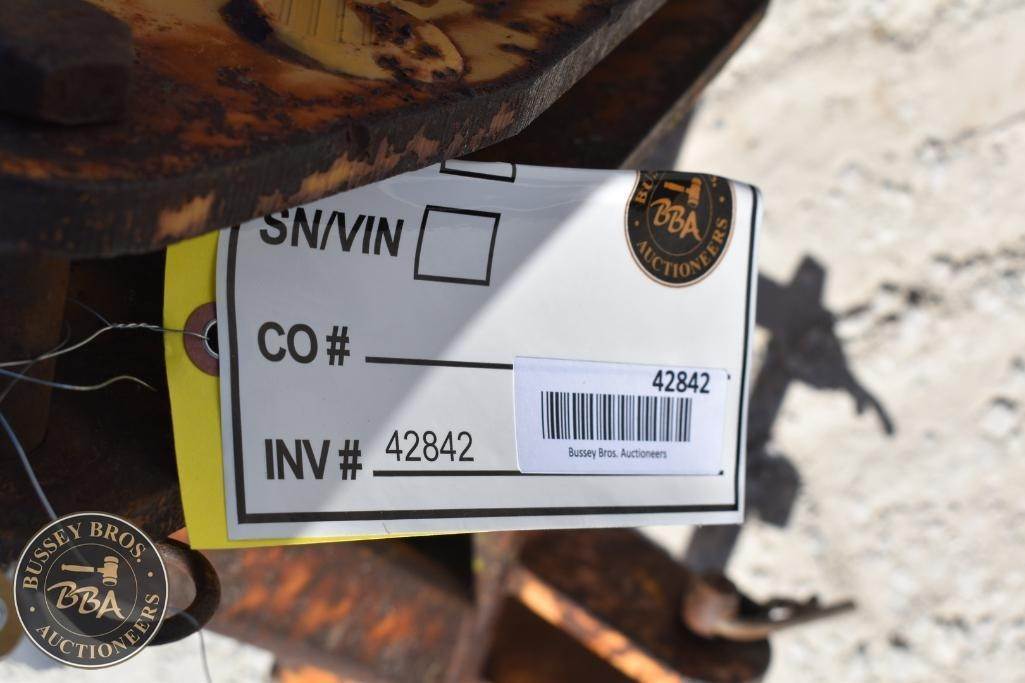 SN/VIN
BBA
AUCTIONEERS
CO #
42842
Bussey Bros. Auctioneers
INV # 42842
BUSSEY BROS.
BBA
AUCTIONEERS